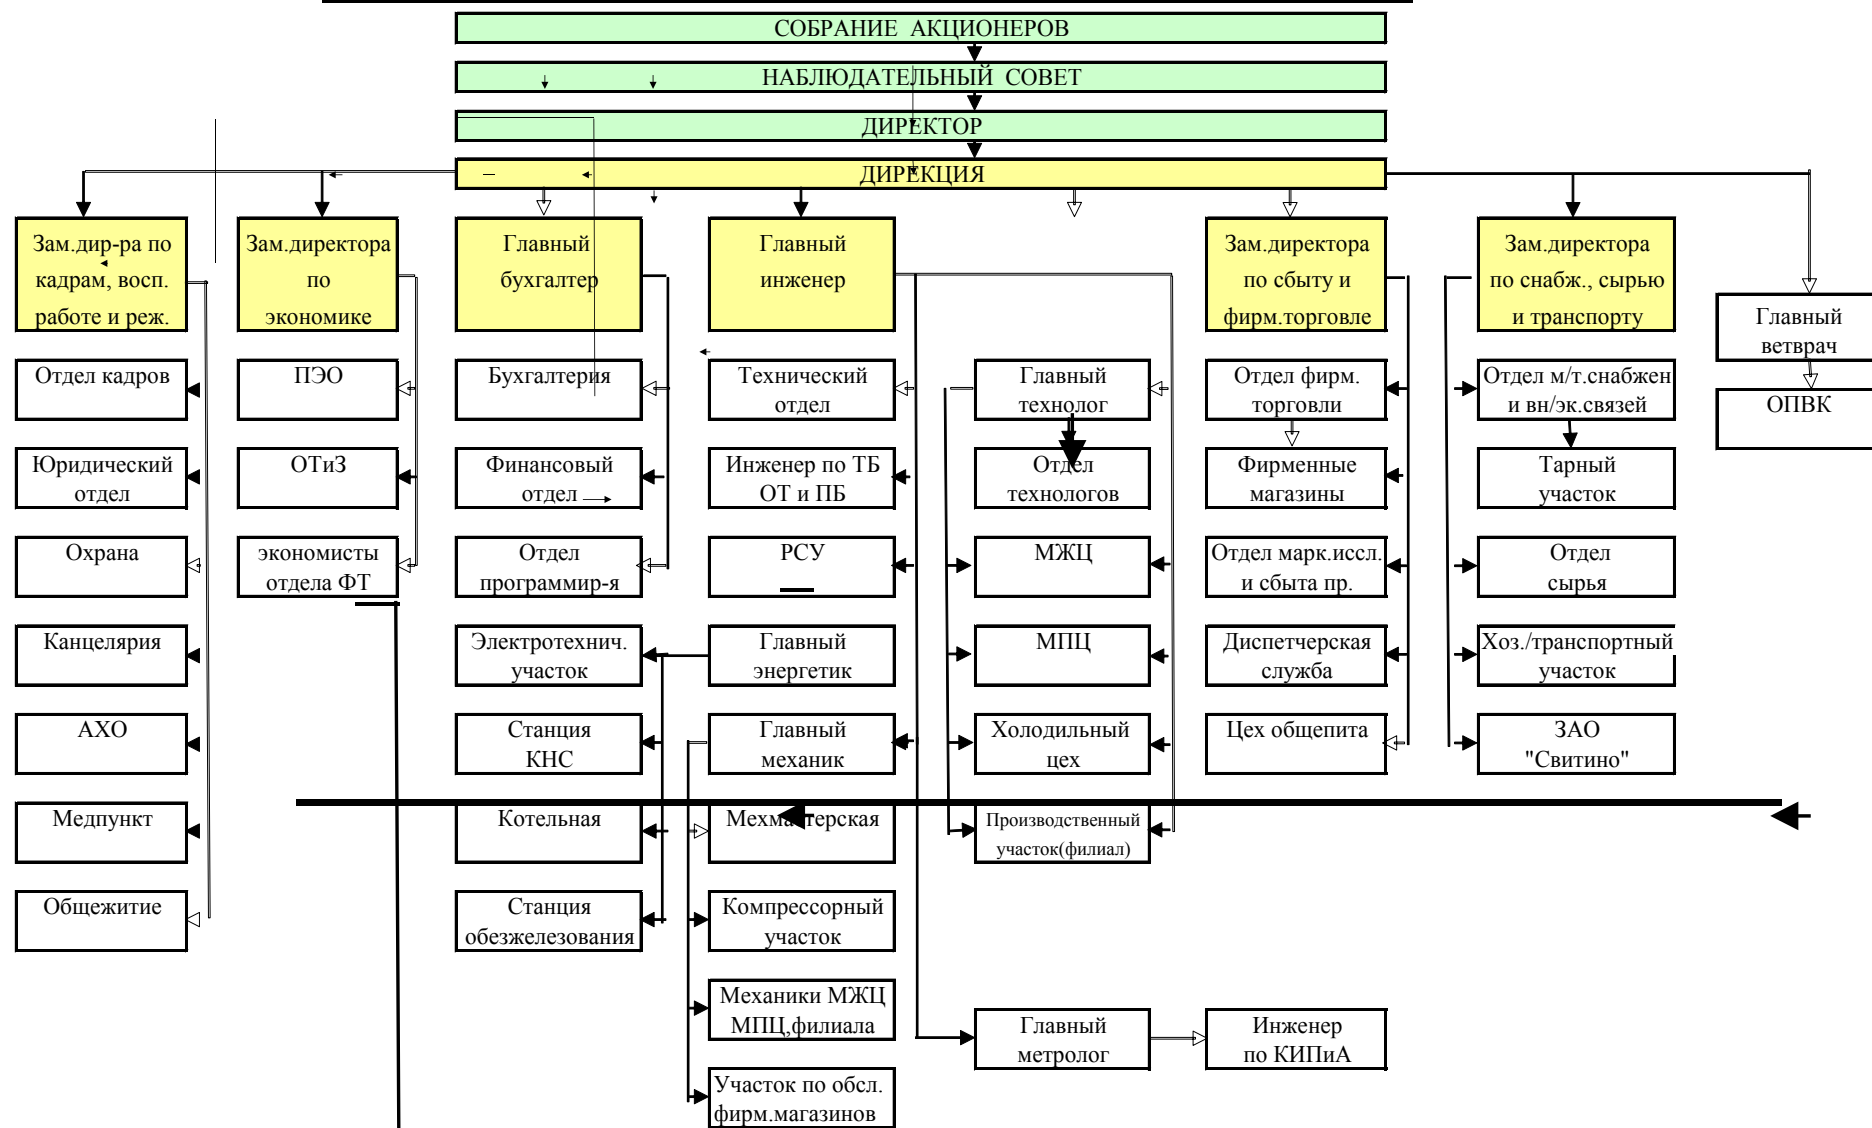 СОБРАНИЕ АКЦИОНЕРОВ
НАБЛЮДАТЕЛЬНЫЙ СОВЕТ
ДИРЕКТОР
ДИРЕКЦИЯ
Зам.дир-ра по
кадрам, восп.
работе и реж.
Зам.директора
по
экономике
Главный
бухгалтер
Главный
инженер
Зам.директора
по сбыту и
фирм.торговле
Зам.директора
по снабж., сырью
и транспорту
Главный
ветврач
Отдел кадров
ПЭО
Бухгалтерия
Технический
отдел
Главный
технолог
Отдел фирм.
торговли
Отдел м/т.снабжен
и вн/эк.связей
ОПВК
Юридический
отдел
ОТиЗ
Финансовый
отдел
Инженер по ТБ
ОТ и ПБ
Отдел
технологов
Фирменные
магазины
Тарный
участок
Охрана
экономисты
отдела ФТ
Отдел
программир-я
РСУ
МЖЦ
Отдел марк.иссл.
и сбыта пр.
Отдел
сырья
Канцелярия
Электротехнич.
участок
Главный
энергетик
МПЦ
Диспетчерская
служба
Хоз./транспортный
участок
АХО
Станция
КНС
Главный
механик
Холодильный
цех
Цех общепита
ЗАО
"Свитино"
Медпункт
Котельная
Мехмастерская
Производственный
участок(филиал)
Общежитие
Станция
обезжелезования
Компрессорный
участок
Механики МЖЦ
МПЦ,филиала
Главный
метролог
Инженер
по КИПиА
Участок по обсл.
фирм.магазинов